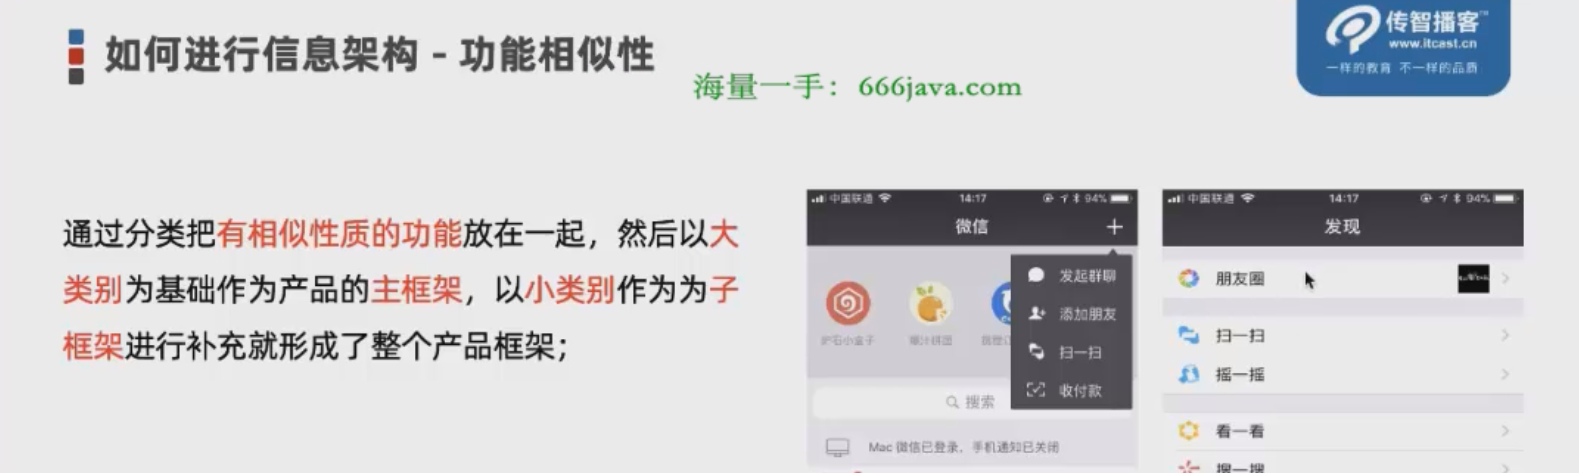 如何进行信息架构 - 功能相似性
海量一手：666java.com
传智播客™
www.itcast.cn
一样的教育 不一样的品质
通过分类把有相似性质的功能放在一起，然后以大
类别为基础作为产品的主框架，以小类别作为为子
框架进行补充就形成了整个产品框架；
中国联通 14:17 94%
微信
发起群聊
添加朋友
扫一扫
收付款
搜索
Mac 微信已登录，手机通知已关闭
中国联通 14:17 94%
发现
朋友圈
扫一扫
摇一摇
看一看
搜一搜